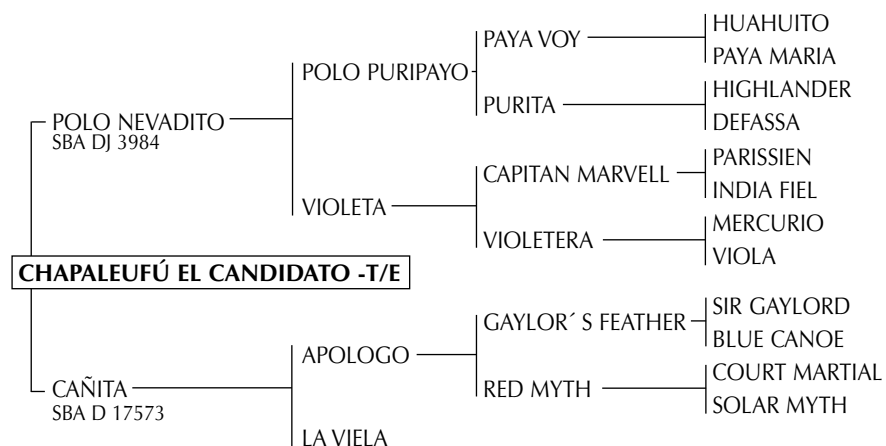 HUAHUITO
PAYA VOY
PAYA MARIA
POLO PURIPAYO
HIGHLANDER
PURITA
DEFASSA
POLO NEVADITO
SBA DJ 3984
PARISSIEN
CAPITAN MARVELL
INDIA FIEL
VIOLETA
MERCURIO
VIOLETERA
VIOLA
CHAPALEUFÚ EL CANDIDATO -T/E
SIR GAYLORD
GAYLOR´ S FEATHER
BLUE CANOE
APOLOGO
COURT MARTIAL
RED MYTH
SOLAR MYTH
CAÑITA
SBA D 17573
LA VIELA